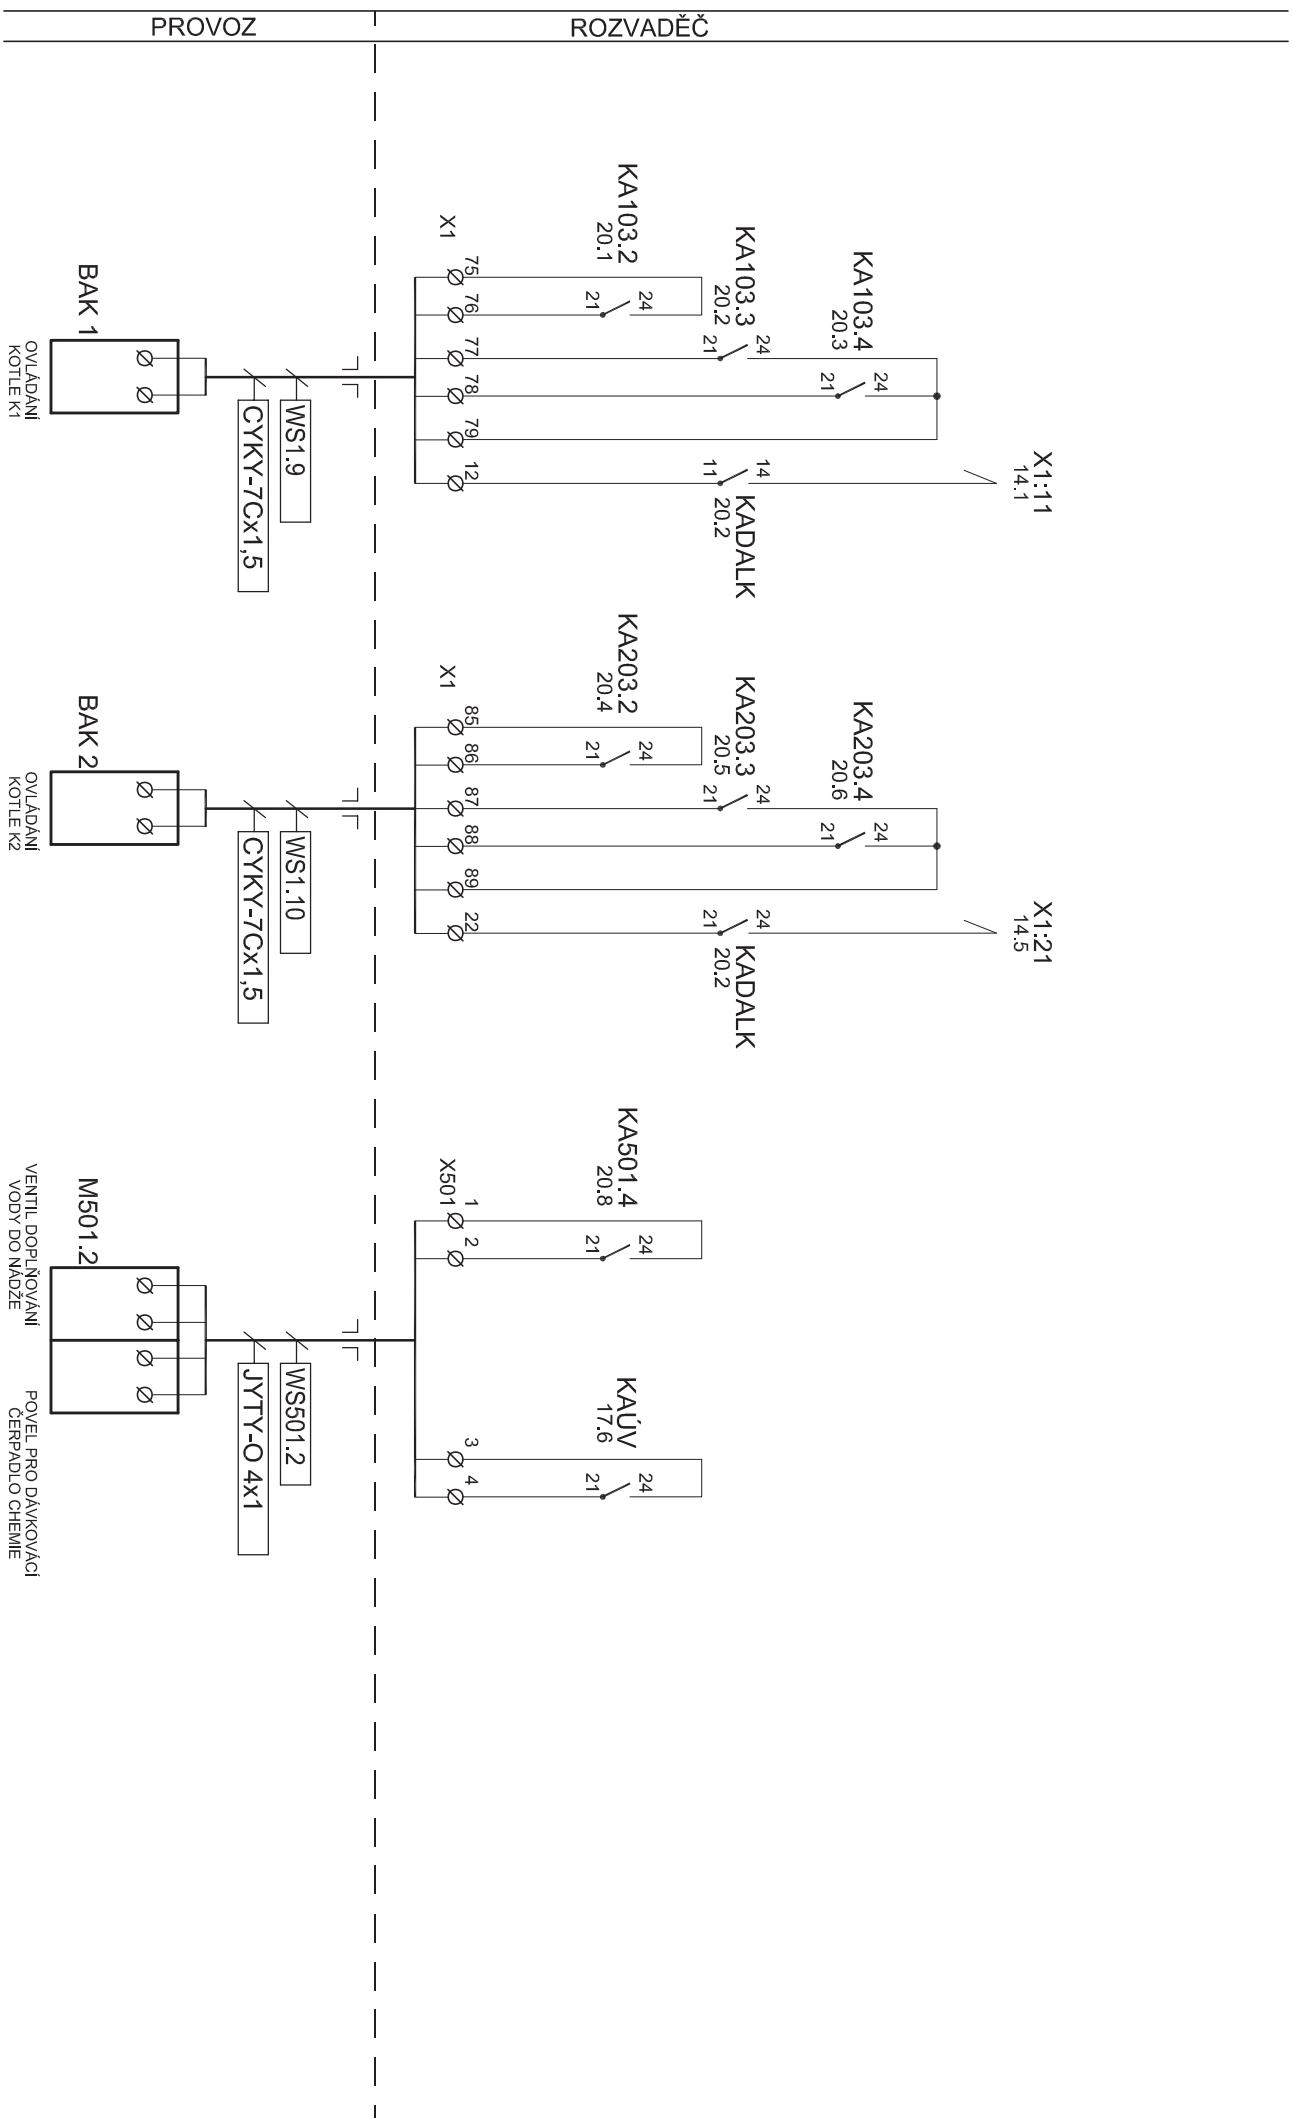 PROVOZ
ROZVADĚČ
X1:11
14.1
KA103.4
20.3
24
21
KA103.3
20.2
24
21
14
11
KADALK
20.2
KA103.2
20.1
24
21
X1
75
76
77
78
79
12
WS1.9
CYKY-7Cx1,5
BAK 1
OVLÁDÁNÍ
KOTLE K1
X1:21
14.5
KA203.4
20.6
24
21
KA203.3
20.5
24
21
24
21
KADALK
20.2
KA203.2
20.4
24
21
X1
85
86
87
88
89
22
WS1.10
CYKY-7Cx1,5
BAK 2
OVLÁDÁNÍ
KOTLE K2
KA501.4
20.8
24
21
KAÚV
17.6
24
21
X501
1
2
3
4
WS501.2
JYTY-O 4x1
M501.2
VENTIL DOPLŇOVÁNÍ
VODY DO NÁDŽE
POVEL PRO DÁVKOVÁCÍ
ČERPADLO CHEMIE